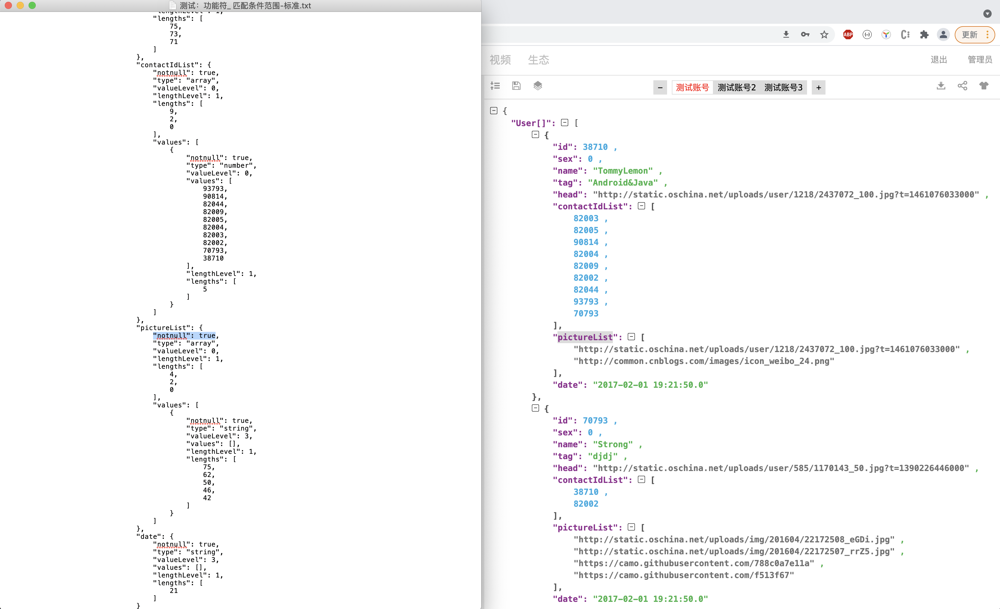 测试：功能符_ 匹配条件范围-标准.txt
"lengthLevel": 1,
"lengths": [
75,
73,
71
]
},
"contactIdList": {
"notnull": true,
"type": "array",
"valueLevel": 0,
"lengthLevel": 1,
"lengths": [
9,
2,
0
],
"values": [
{
"notnull": true,
"type": "number",
"valueLevel": 0,
"values": [
93793,
90814,
82044,
82009,
82005,
82004,
82003,
82002,
70793,
38710
],
"lengthLevel": 1,
"lengths": [
5
]
}
]
},
"pictureList": {
"notnull": true,
"type": "array",
"valueLevel": 0,
"lengthLevel": 1,
"lengths": [
4,
2,
0
],
"values": [
{
"notnull": true,
"type": "string",
"valueLevel": 3,
"values": [],
"lengthLevel": 1,
"lengths": [
75,
62,
50,
46,
42
]
}
]
},
"date": {
"notnull": true,
"type": "string",
"valueLevel": 3,
"values": [],
"lengthLevel": 1,
"lengths": [
21
]
}
ABP {··} C 更新
视频 生态 退出 管理员
- 测试账号 测试账号2 测试账号3 +
{
"User[]": [
{
"id": 38710 ,
"sex": 0 ,
"name": "TommyLemon" ,
"tag": "Android&Java" ,
"head": "http://static.oschina.net/uploads/user/1218/2437072_100.jpg?t=1461076033000" ,
"contactIdList": [
82003 ,
82005 ,
90814 ,
82004 ,
82009 ,
82002 ,
82044 ,
93793 ,
70793
],
"pictureList": [
"http://static.oschina.net/uploads/user/1218/2437072_100.jpg?t=1461076033000" ,
"http://common.cnblogs.com/images/icon_weibo_24.png"
],
"date": "2017-02-01 19:21:50.0"
},
{
"id": 70793 ,
"sex": 0 ,
"name": "Strong" ,
"tag": "djdj" ,
"head": "http://static.oschina.net/uploads/user/585/1170143_50.jpg?t=1390226446000" ,
"contactIdList": [
38710 ,
82002
],
"pictureList": [
"http://static.oschina.net/uploads/img/201604/22172508_eGDi.jpg" ,
"http://static.oschina.net/uploads/img/201604/22172507_rrZ5.jpg" ,
"https://camo.githubusercontent.com/788c0a7e11a" ,
"https://camo.githubusercontent.com/f513f67"
],
"date": "2017-02-01 19:21:50.0"